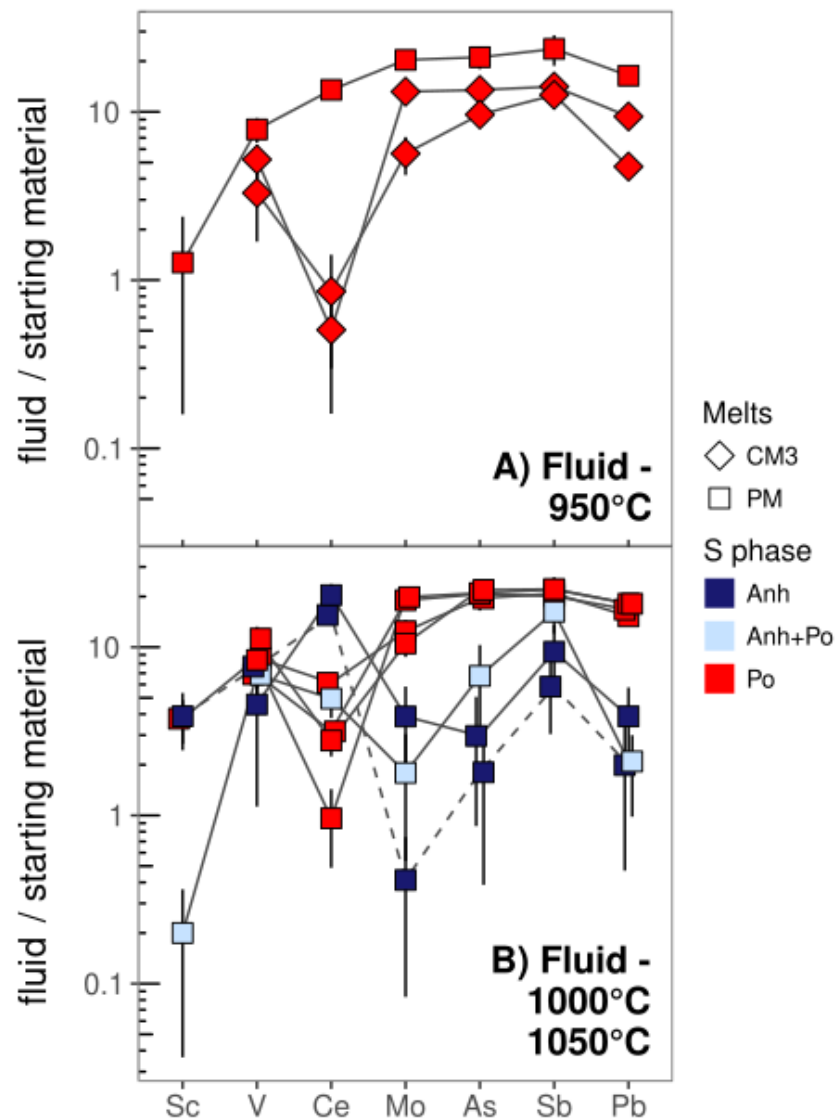 fluid / starting material
10
1
0.1
A) Fluid -
950°C
Melts
CM3
PM
S phase
Anh
Anh+Po
Po
fluid / starting material
10
1
0.1
B) Fluid -
1000°C
1050°C
Sc V Ce Mo As Sb Pb